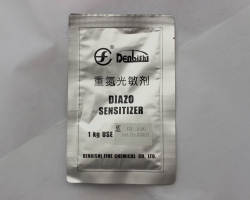 DENBISHI
重氮光敏剤
DIAZO
SENSITIZER
1 kg USE
DENBISHI FINE CHEMICAL CO., LTD.